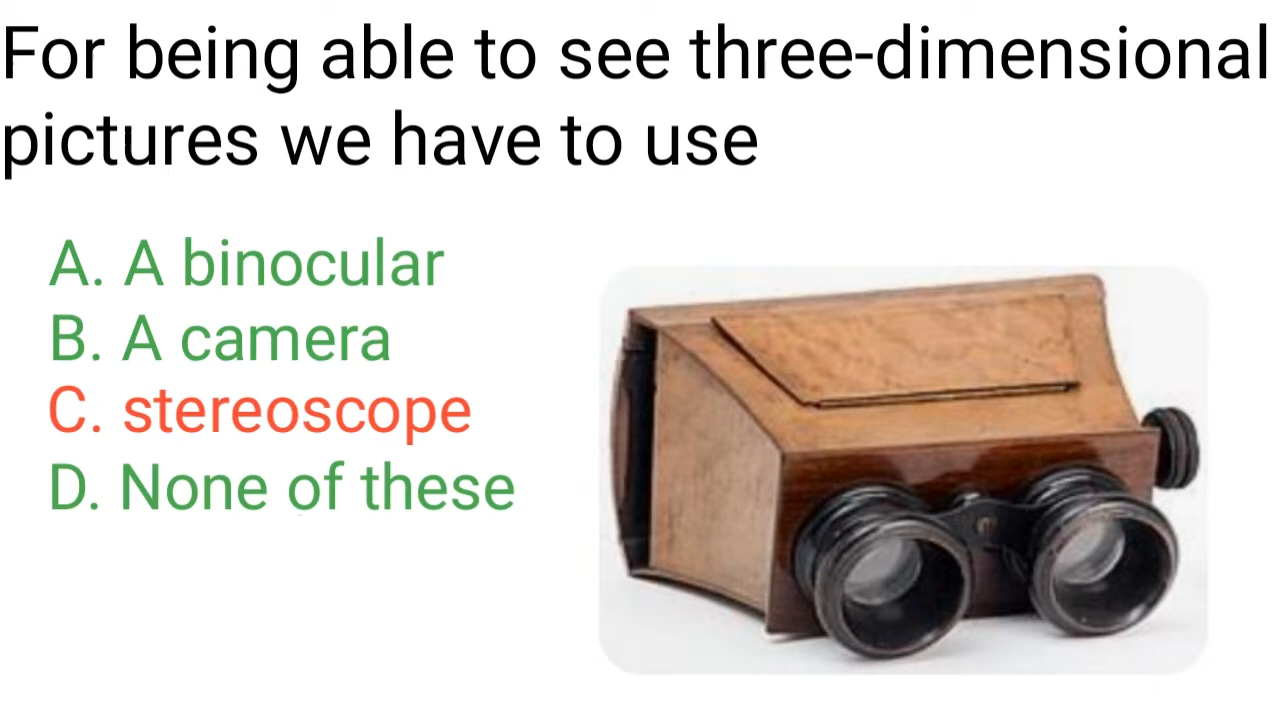 For being able to see three-dimensional
pictures we have to use
A. A binocular
B. A camera
C. stereoscope
D. None of these